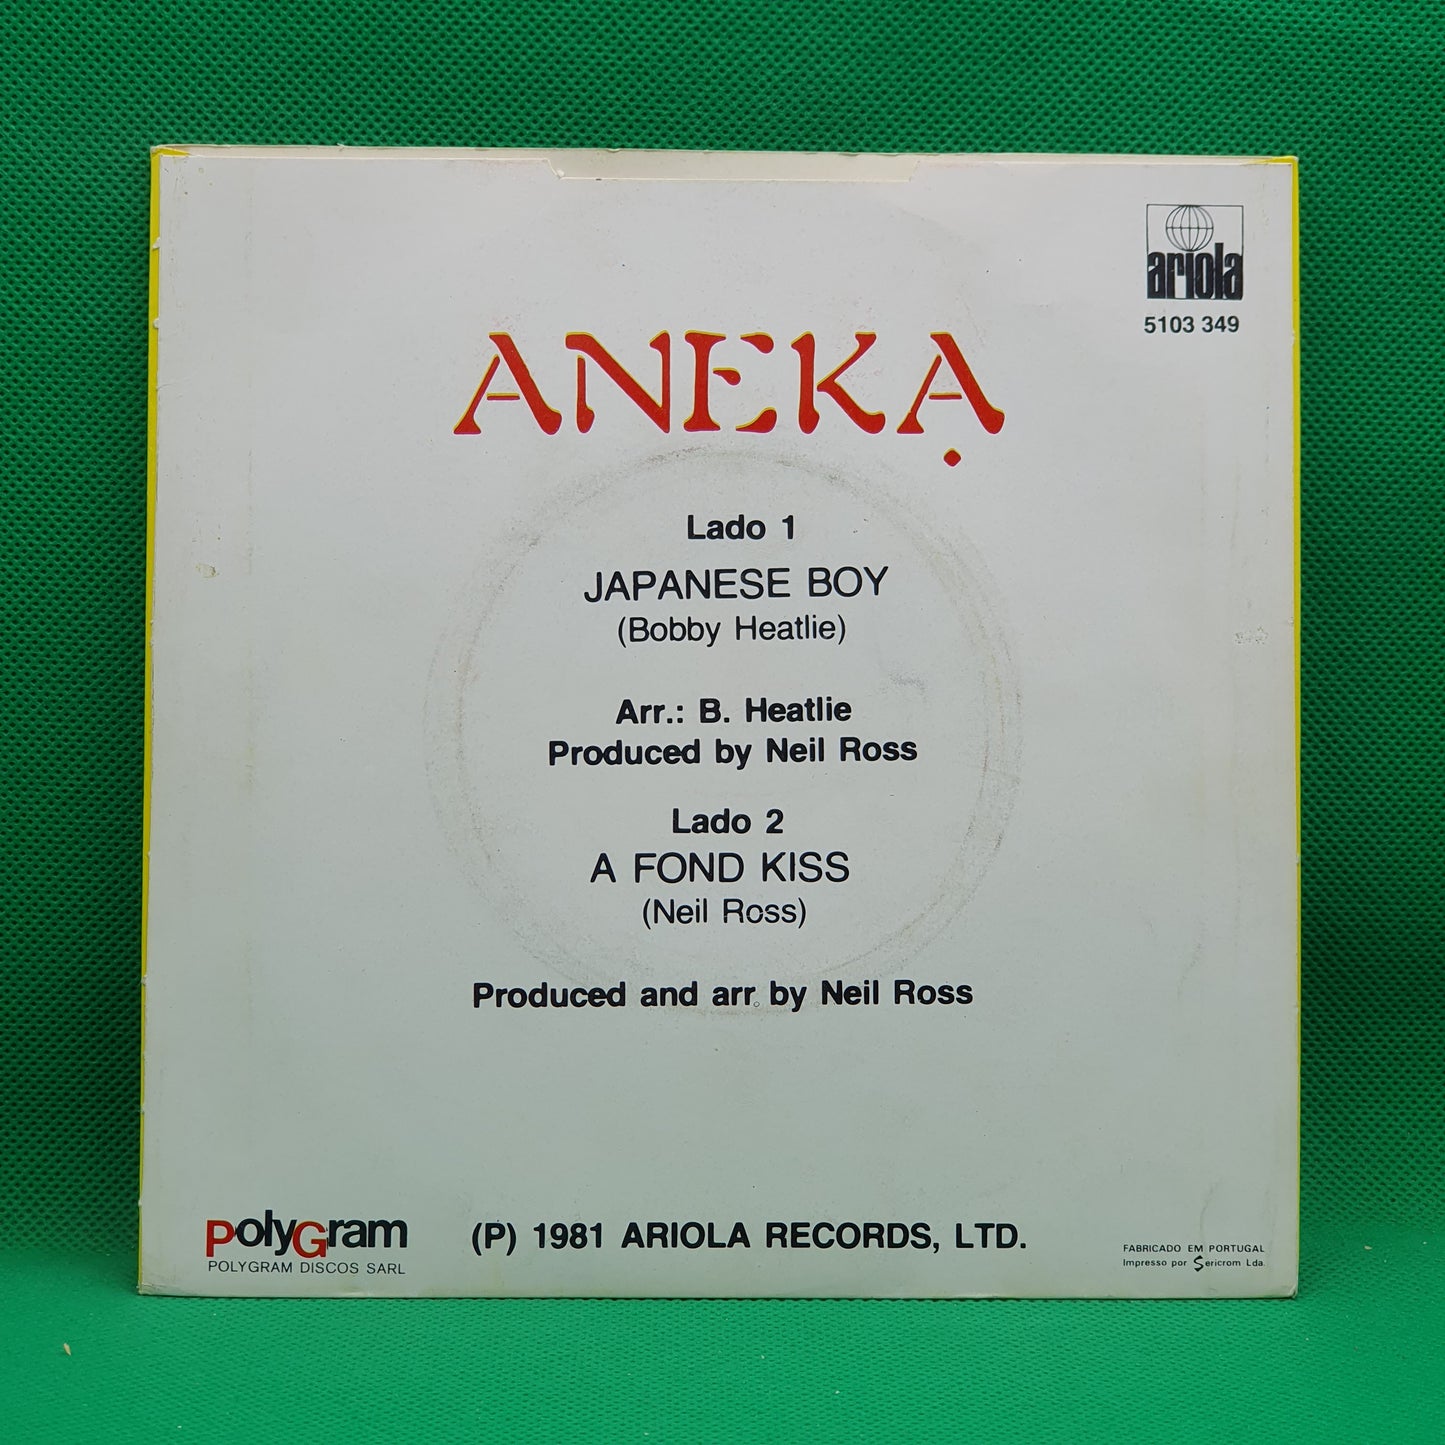 ariola
5103 349
ANEKA
Lado 1
JAPANESE BOY
(Bobby Heatlie)
Arr.: B. Heatlie
Produced by Neil Ross
Lado 2
A FOND KISS
(Neil Ross)
Produced and arr. by Neil Ross
PolyGram
POLYGRAM DISCOS SARL
(P) 1981 ARIOLA RECORDS, LTD.
FABRICADO EM PORTUGAL
Impresso por Sericrom Lda.